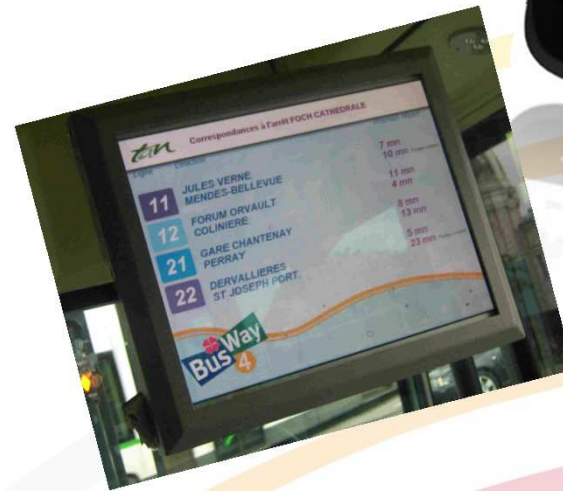 tan Correspondances à l'arrêt FOCH CATHEDRALE
Ligne Direction
11 JULES VERNE 7 mn
MENDES-BELLEVUE 10 mn
12 FORUM ORVAULT 11 mn
COLINIERE 4 mn
21 GARE CHANTENAY 8 mn
PERRAY 13 mn
22 DERVALLIERES 5 mn
ST JOSEPH PORT. 23 mn
BusWay
4